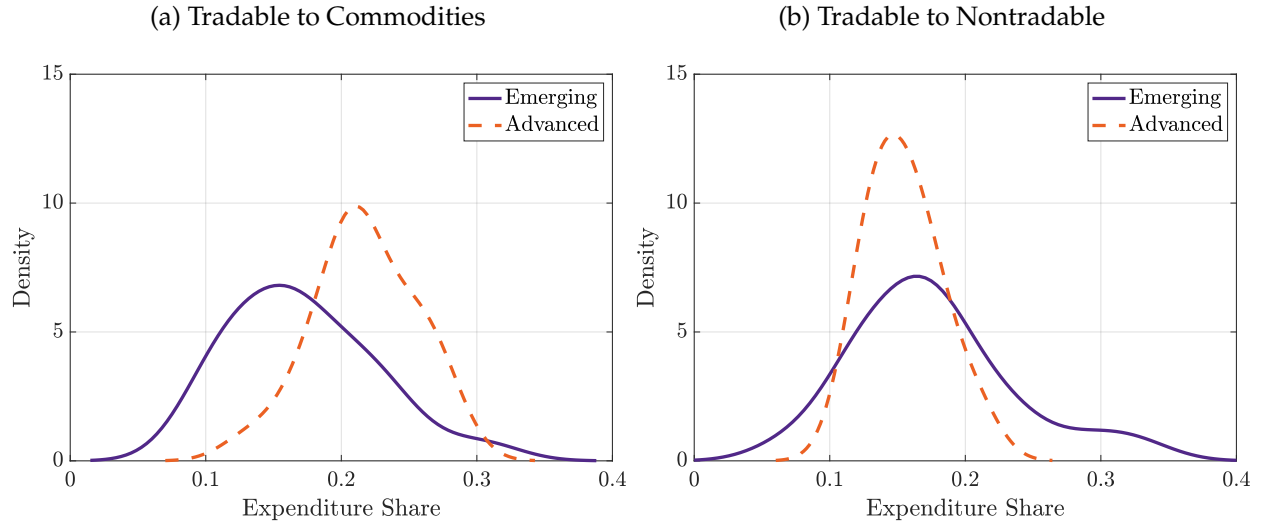 (a) Tradable to Commodities
15
10
5
0
Density
0 0.1 0.2 0.3 0.4
Expenditure Share
Emerging
Advanced
(b) Tradable to Nontradable
15
10
5
0
Density
0 0.1 0.2 0.3 0.4
Expenditure Share
Emerging
Advanced